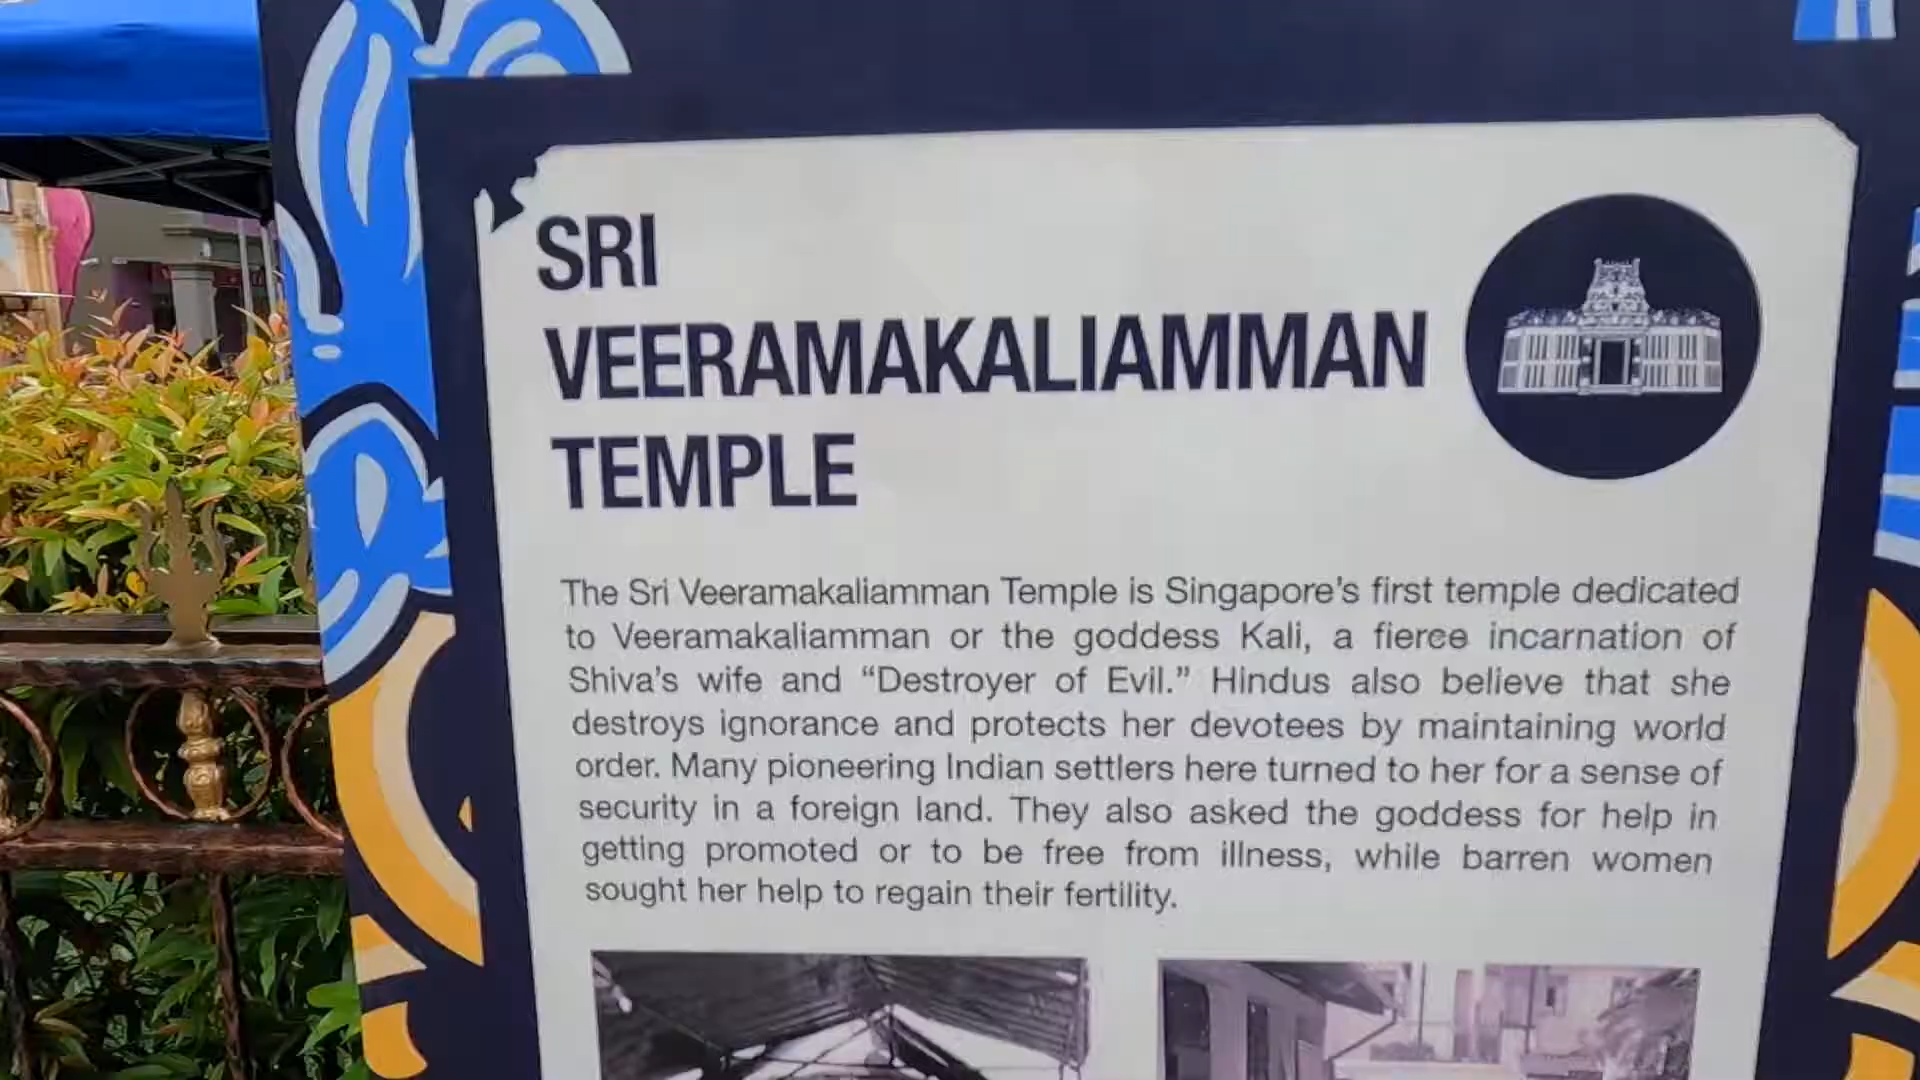 SRI
VEERAMAKALIAMMAN
TEMPLE
The Sri Veeramakaliamman Temple is Singapore's first temple dedicated
to Veeramakaliamman or the goddess Kali, a fierce incarnation of
Shiva's wife and “Destroyer of Evil.” Hindus also believe that she
destroys ignorance and protects her devotees by maintaining world
order. Many pioneering Indian settlers here turned to her for a sense of
security in a foreign land. They also asked the goddess for help in
getting promoted or to be free from illness, while barren women
sought her help to regain their fertility.